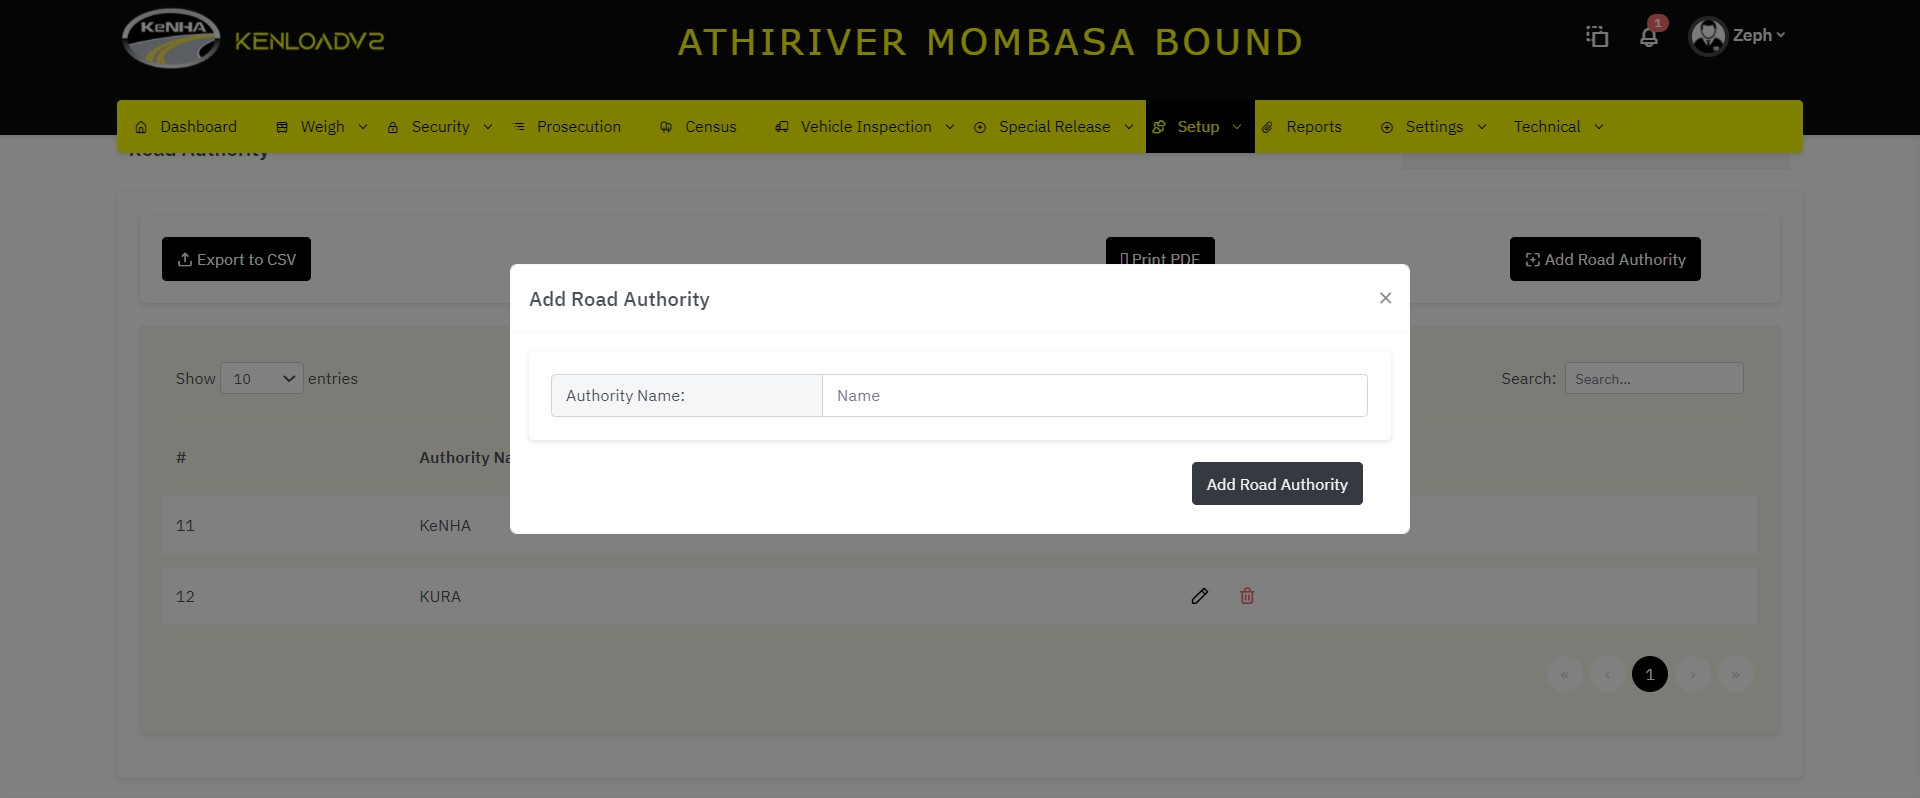 KeNHA
KENLOADV2
ATHIRIVER MOMBASA BOUND
1
Zeph
Dashboard
Weigh
Security
Prosecution
Census
Vehicle Inspection
Special Release
Setup
Reports
Settings
Technical
Road Authority
Export to CSV
Print PDF
Add Road Authority
Add Road Authority
×
Authority Name:
Name
Add Road Authority
Show 10 entries
Search: Search...
# Authority Na
11 KeNHA
12 KURA
« ‹ 1 › »